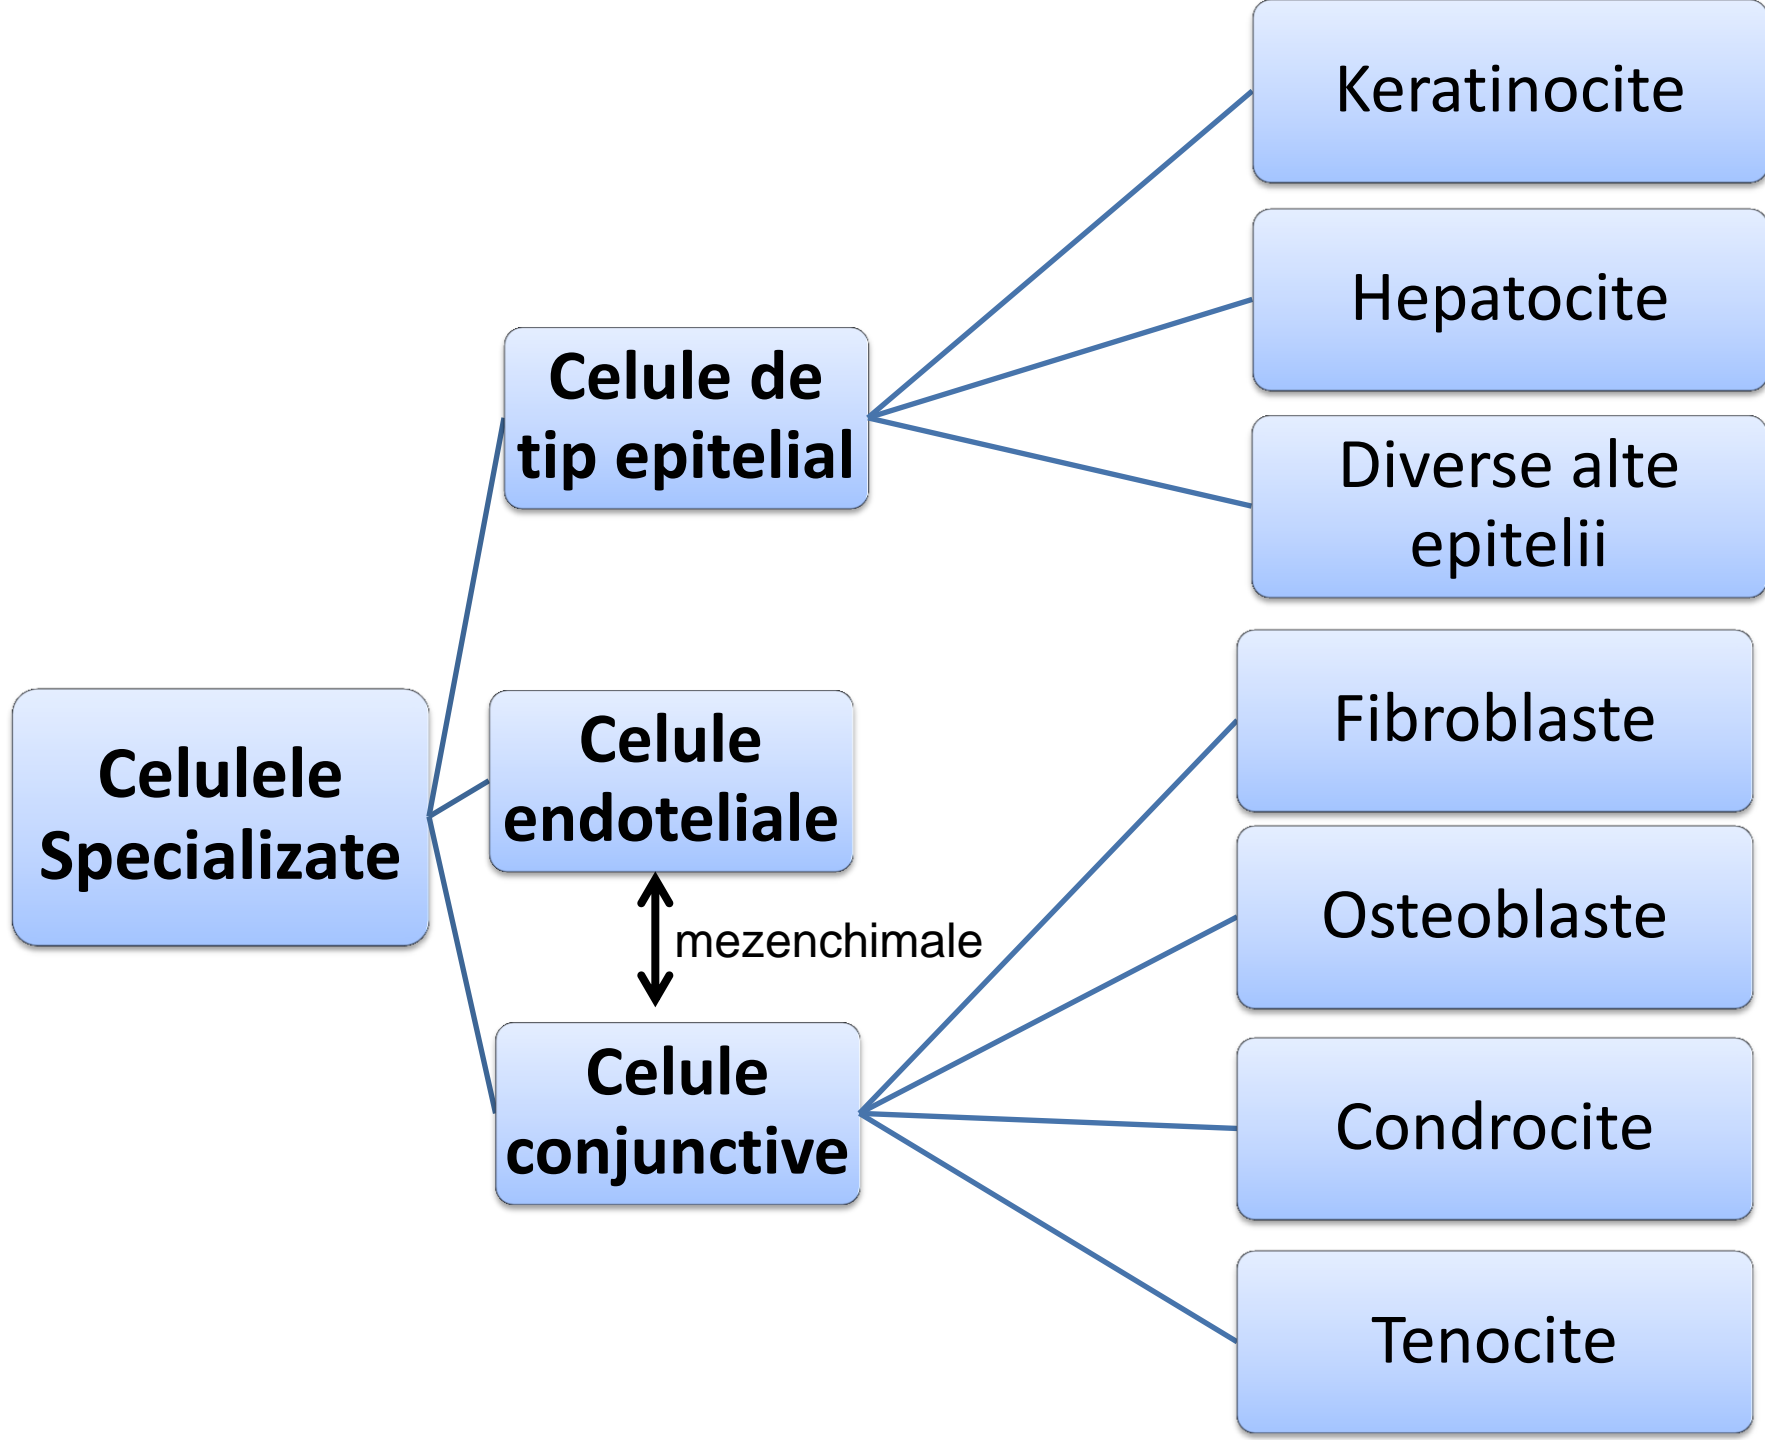 Celulele
Specializate
Celule de
tip epitelial
Keratinocite
Hepatocite
Diverse alte
epitelii
Celule
endoteliale
mezenchimale
Celule
conjunctive
Fibroblaste
Osteoblaste
Condrocite
Tenocite